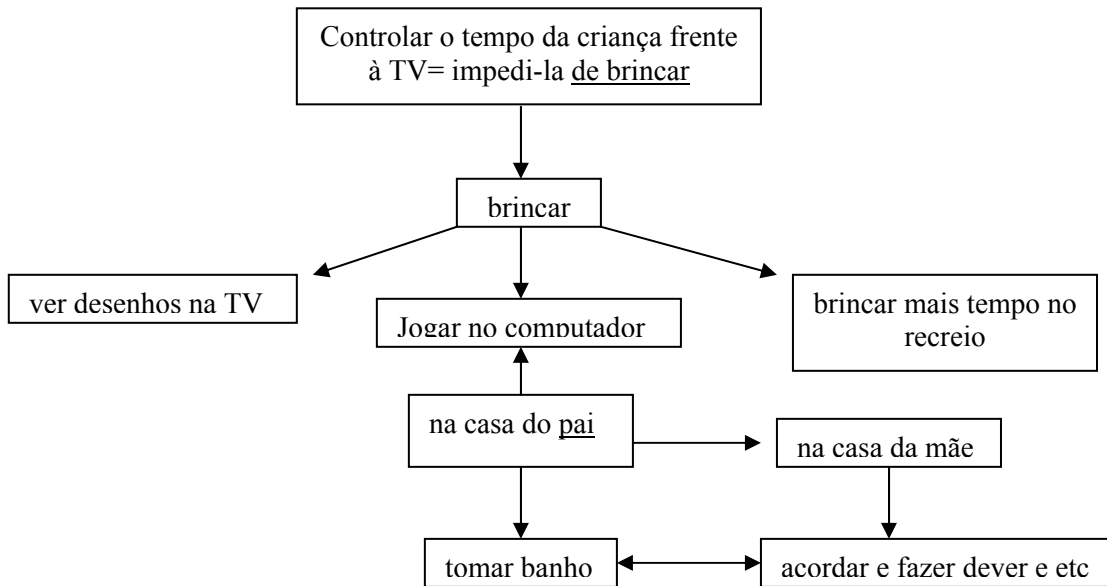 Controlar o tempo da criança frente
à TV= impedi-la de brincar
brincar
ver desenhos na TV
Jogar no computador
brincar mais tempo no
recreio
na casa do pai
na casa da mãe
tomar banho
acordar e fazer dever e etc